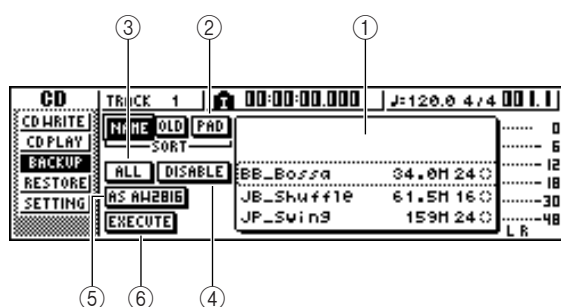 ③ ② ①
CD TRACK 1 00:00:00.000 ♩=120.0 4/4 001.1
CD WRITE NAME OLD PAD 0
CD PLAY SORT 6
BACKUP ALL DISABLE BB_Bossa 34.0M 24 12
RESTORE 18
SETTING AS AW2816 JB_Shuffle 61.5M 16 30
EXECUTE JP_Swing 159M 24 48
L R
⑤ ⑥ ④